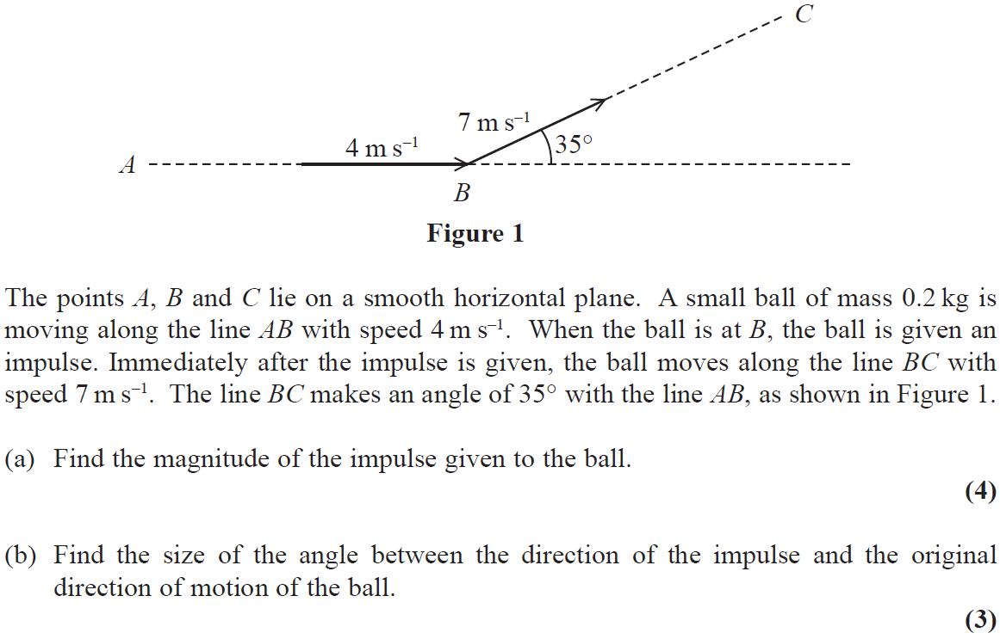 C
7 m s⁻¹
4 m s⁻¹
35°
A
B
Figure 1
The points A, B and C lie on a smooth horizontal plane. A small ball of mass 0.2 kg is
moving along the line AB with speed 4 m s⁻¹. When the ball is at B, the ball is given an
impulse. Immediately after the impulse is given, the ball moves along the line BC with
speed 7 m s⁻¹. The line BC makes an angle of 35° with the line AB, as shown in Figure 1.
(a) Find the magnitude of the impulse given to the ball.
(4)
(b) Find the size of the angle between the direction of the impulse and the original
direction of motion of the ball.
(3)